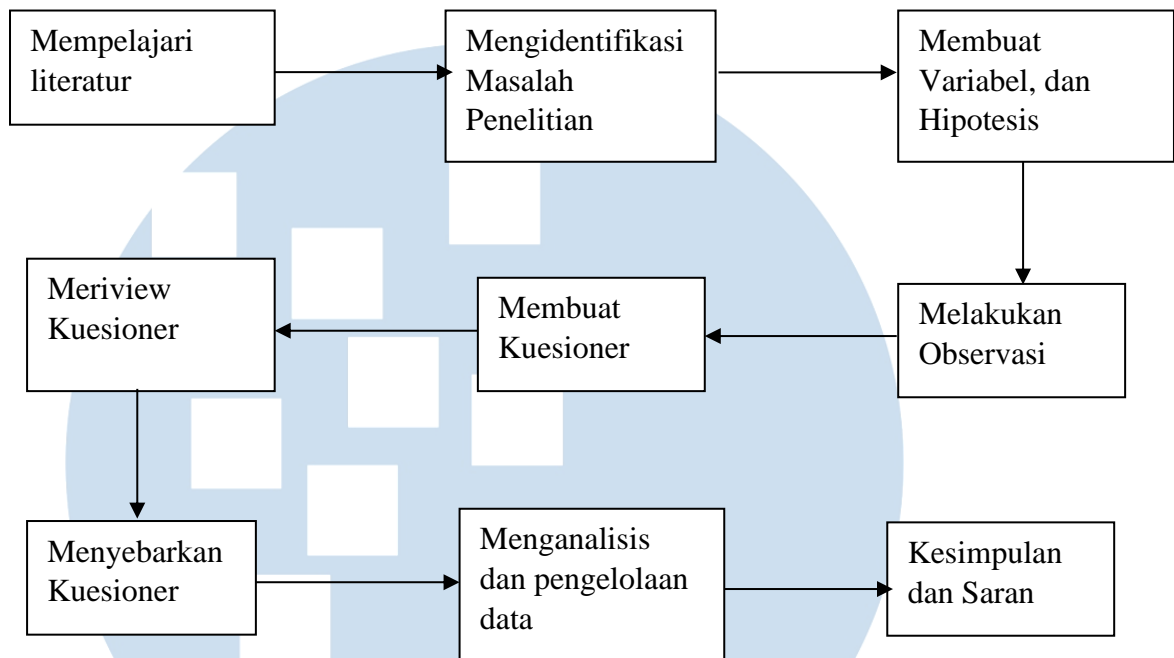 Mempelajari
literatur
Mengidentifikasi
Masalah
Penelitian
Membuat
Variabel, dan
Hipotesis
Melakukan
Observasi
Membuat
Kuesioner
Meriview
Kuesioner
Menyebarkan
Kuesioner
Menganalisis
dan pengelolaan
data
Kesimpulan
dan Saran